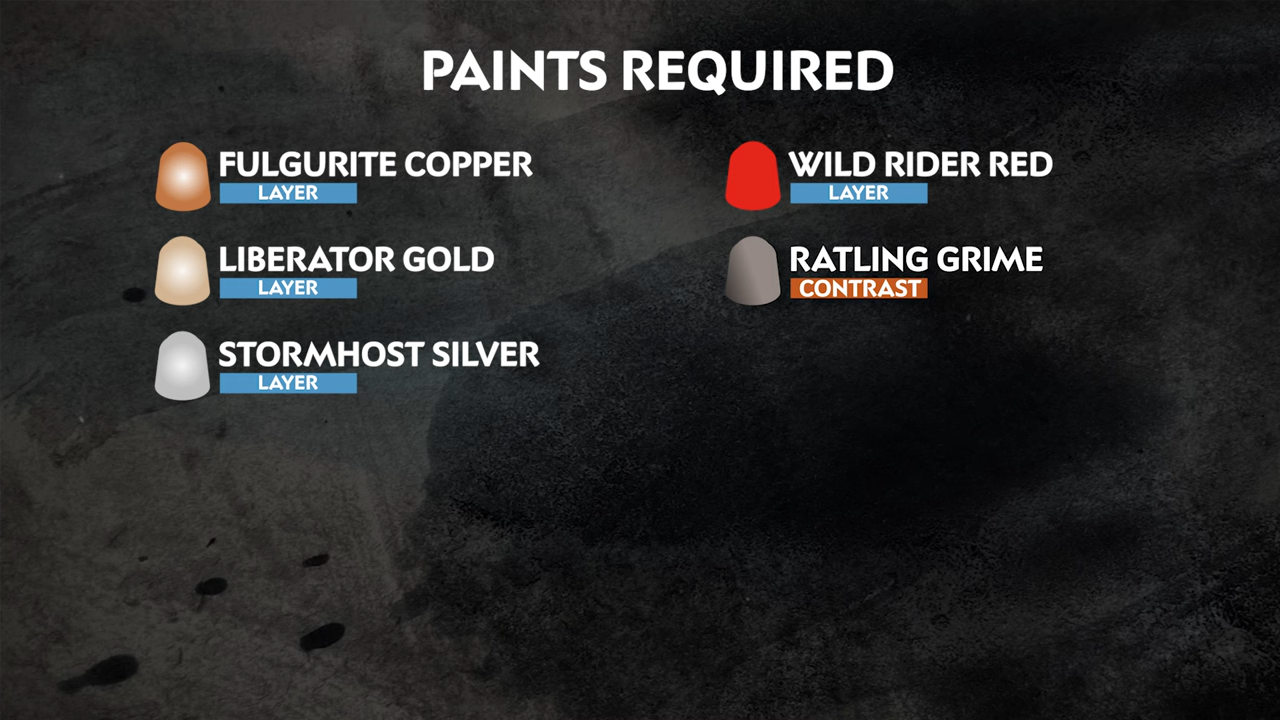 PAINTS REQUIRED
FULGURITE COPPER
LAYER
LIBERATOR GOLD
LAYER
STORMHOST SILVER
LAYER
WILD RIDER RED
LAYER
RATLING GRIME
CONTRAST